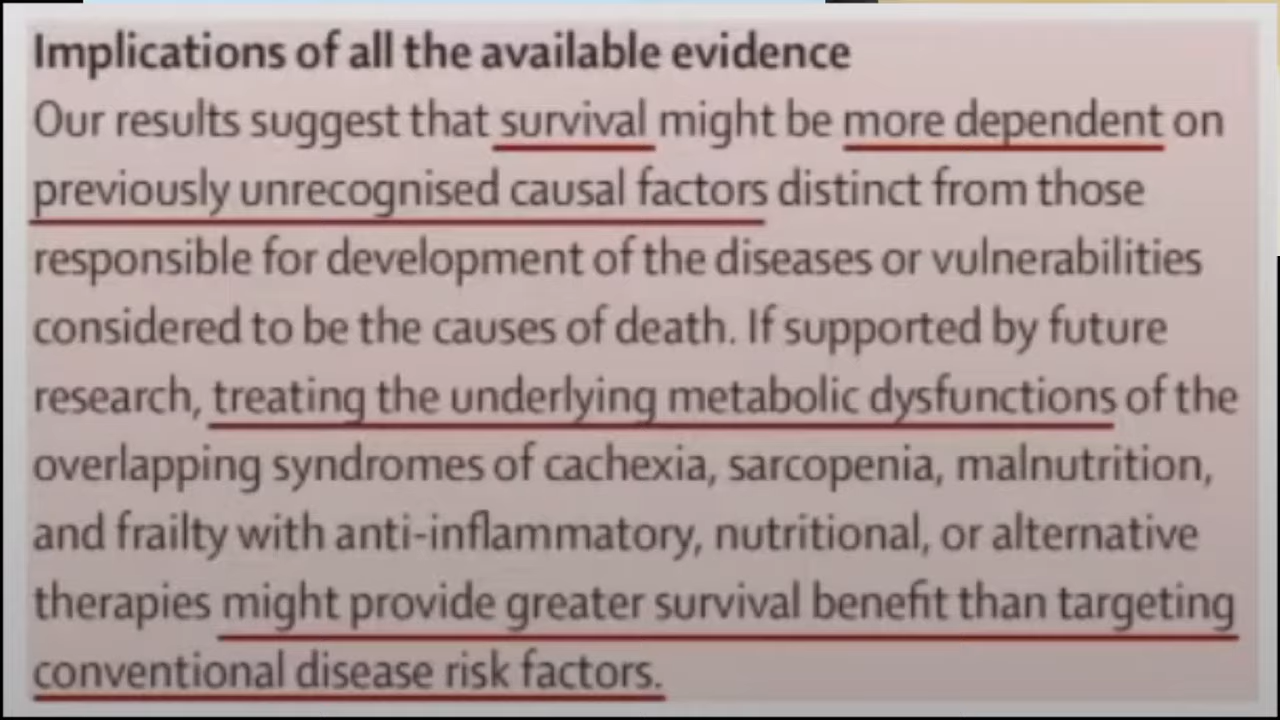 Implications of all the available evidence
Our results suggest that survival might be more dependent on
previously unrecognised causal factors distinct from those
responsible for development of the diseases or vulnerabilities
considered to be the causes of death. If supported by future
research, treating the underlying metabolic dysfunctions of the
overlapping syndromes of cachexia, sarcopenia, malnutrition,
and frailty with anti-inflammatory, nutritional, or alternative
therapies might provide greater survival benefit than targeting
conventional disease risk factors.